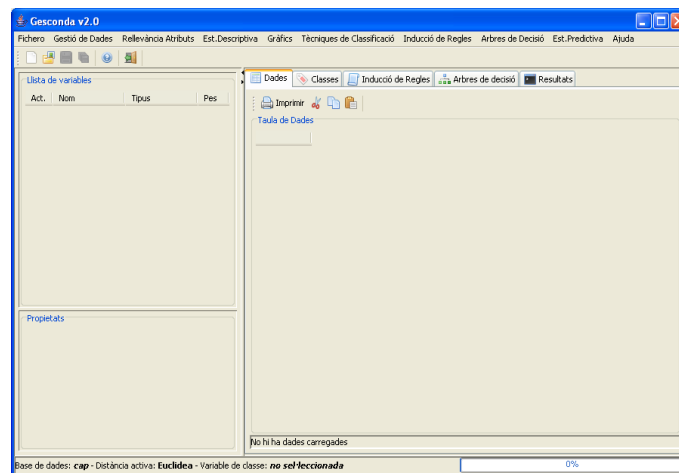 Gesconda v2.0
Fichero Gestió de Dades Rellevància Atributs Est.Descriptiva Gràfics Tècniques de Classificació Inducció de Regles Arbres de Decisió Est.Predictiva Ajuda
Llista de variables
Act. Nom Tipus Pes
Propietats
Dades Classes Inducció de Regles Arbres de decisió Resultats
Imprimir
Taula de Dades
No hi ha dades carregades
Base de dades: cap - Distància activa: Euclidea - Variable de classe: no sel·leccionada
0%